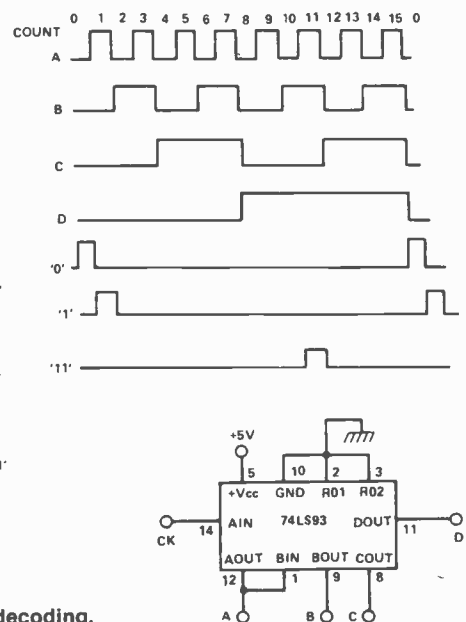 0 1 2 3 4 5 6 7 8 9 10 11 12 13 14 15 0
COUNT
A
B
C
D
'0'
'1'
'11'
+5V
5 10 2 3
+Vcc GND R01 R02
CK 14 AIN 74LS93 DOUT 11 D
AOUT BIN BOUT COUT
12 1 9 8
A B C
decoding.